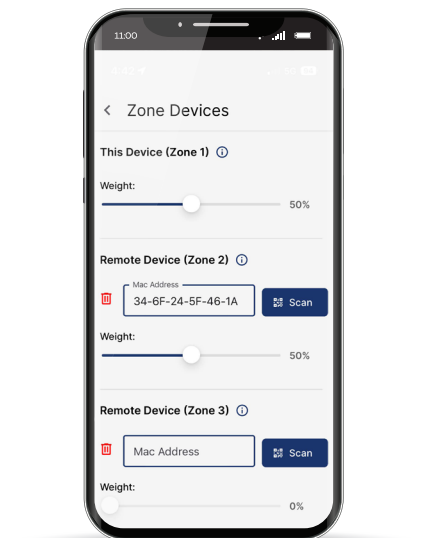 11:00
Zone Devices
This Device (Zone 1)
Weight:
50%
Remote Device (Zone 2)
Mac Address
34-6F-24-5F-46-1A
Scan
Weight:
50%
Remote Device (Zone 3)
Mac Address
Scan
Weight:
0%